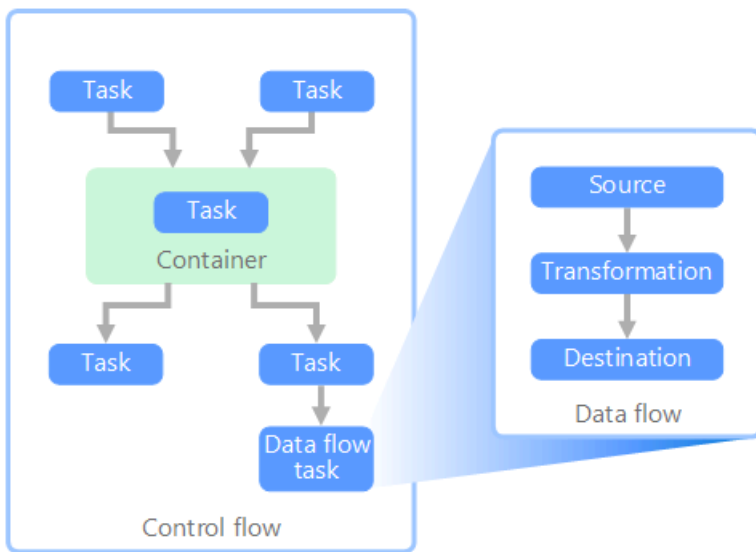 Task
Task
Task
Container
Task
Task
Data flow
task
Control flow
Source
Transformation
Destination
Data flow